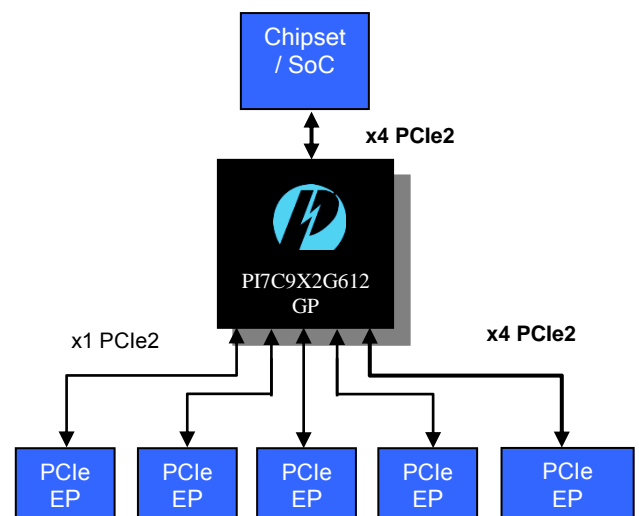 Chipset
/ SoC
x4 PCIe2
PI7C9X2G612
GP
x1 PCIe2
x4 PCIe2
PCIe
EP
PCIe
EP
PCIe
EP
PCIe
EP
PCIe
EP